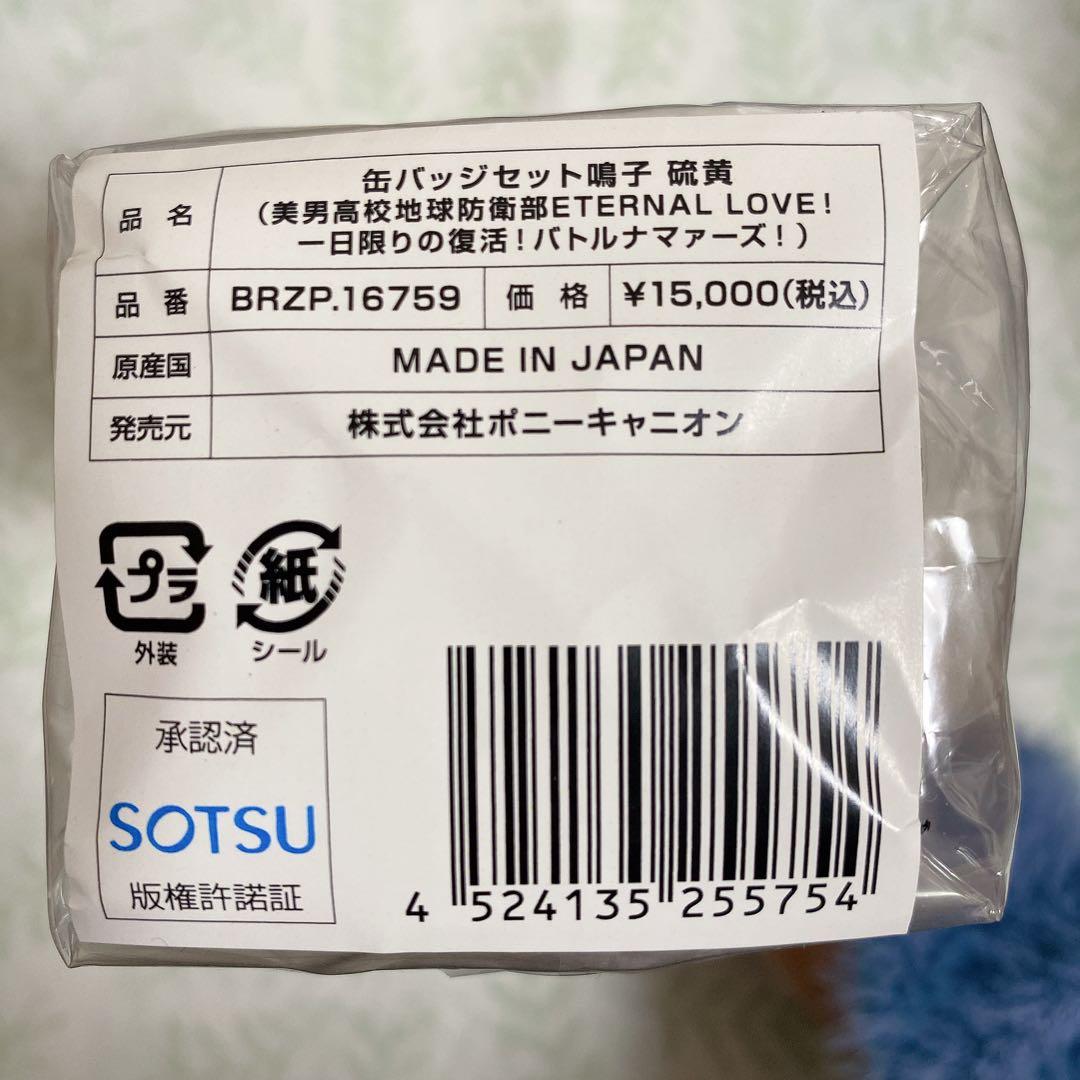 品名 缶バッジセット鳴子 硫黄
(美男高校地球防衛部ETERNAL LOVE!
一日限りの復活!バトルナマァーズ!)
品番 BRZP.16759 価格 ¥15,000(税込)
原産国 MADE IN JAPAN
発売元 株式会社ポニーキャニオン
プラ 紙
外装 シール
承認済
SOTSU
版権許諾証
4 524135 255754